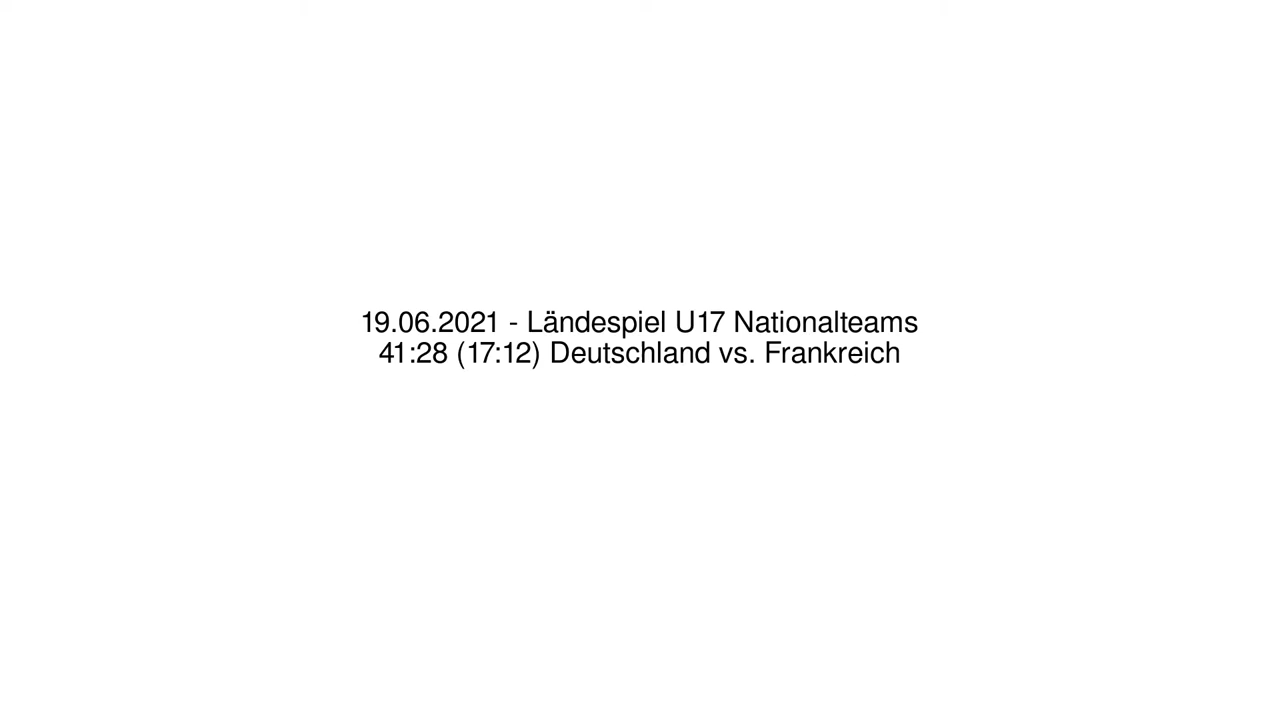 19.06.2021 - Ländespiel U17 Nationalteams
41:28 (17:12) Deutschland vs. Frankreich